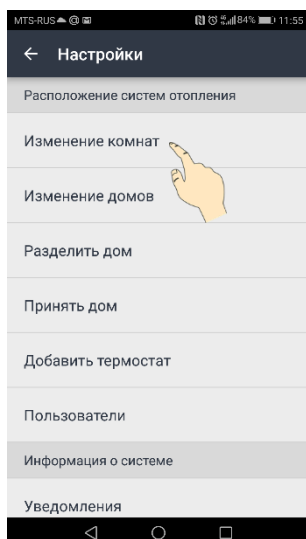 MTS-RUS @ 84% 11:55
← Настройки
Расположение систем отопления
Изменение комнат
Изменение домов
Разделить дом
Принять дом
Добавить термостат
Пользователи
Информация о системе
Уведомления